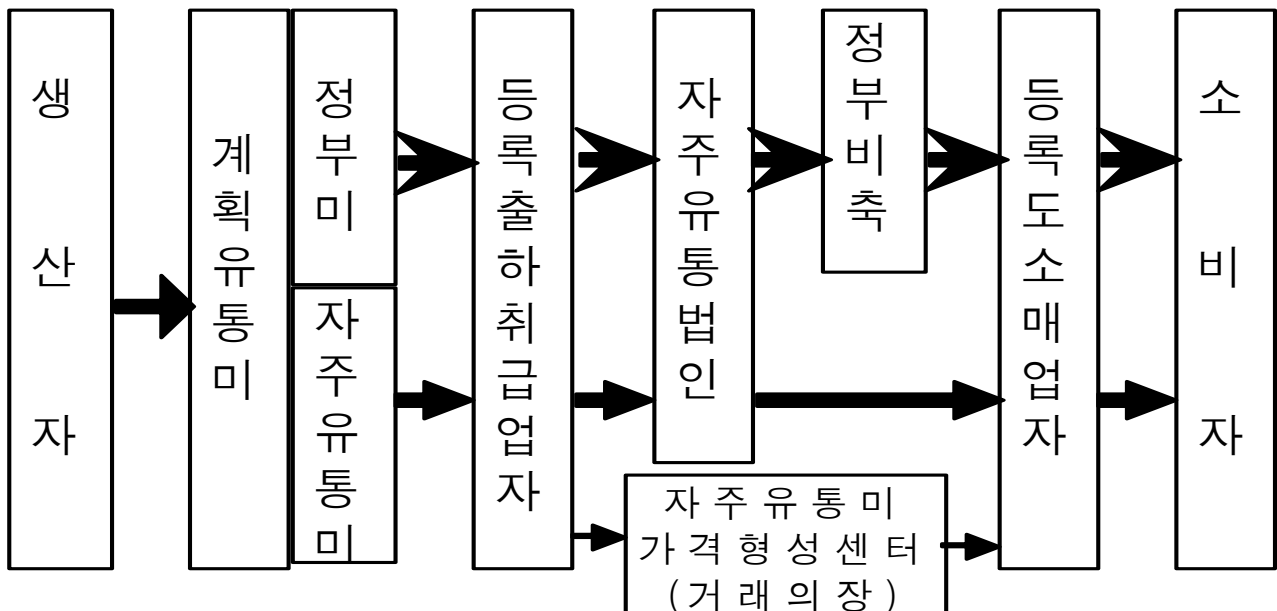 생산자
계획유통미
정부미
자주유통미
등록출하취급업자
자주유통법인
정부비축
등록도소매업자
소비자
자주유통미
가격형성센터
(거래의장)